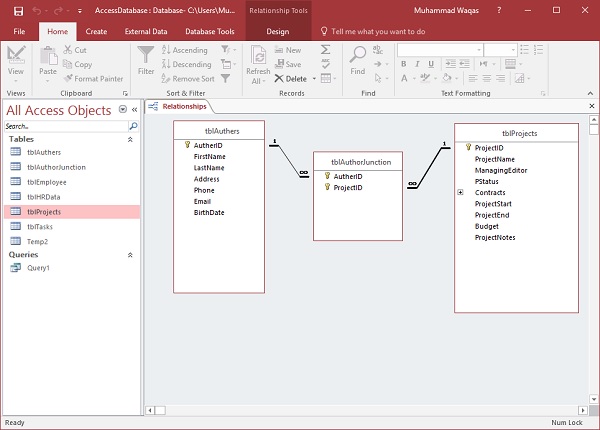 AccessDatabase : Database- C:\Users\Mu...
Relationship Tools
Muhammad Waqas
?
File
Home
Create
External Data
Database Tools
Design
Tell me what you want to do
View
Views
Paste
Cut
Copy
Format Painter
Clipboard
Filter
Ascending
Descending
Remove Sort
Sort & Filter
Refresh
All
New
Save
Delete
Records
Find
Find
B I U
A
Text Formatting
All Access Objects
Search..
Tables
tblAuthers
tblAuthorJunction
tblEmployee
tblHRData
tblProjects
tblTasks
Temp2
Queries
Query1
Relationships
tblAuthers
AutherID
FirstName
LastName
Address
Phone
Email
BirthDate
1
∞
tblAuthorJunction
AutherID
ProjectID
∞
1
tblProjects
ProjectID
ProjectName
ManagingEditor
PStatus
Contracts
ProjectStart
ProjectEnd
Budget
ProjectNotes
Ready
Num Lock